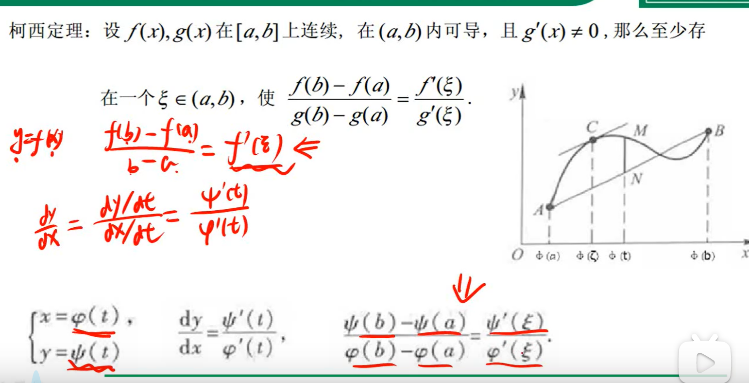 柯西定理：设 f(x), g(x) 在[a,b]上连续，在(a,b)内可导，且 g′(x) ≠ 0，那么至少存
在一个ξ∈(a,b)，使 (f(b)−f(a))/(g(b)−g(a)) = f′(ξ)/g′(ξ).
y=f(x) (f(b)−f(a))/(b−a) = f′(ξ) ⇐
dy/dx = (dy/dt)/(dx/dt) = ψ′(t)/φ′(t)
y
C M B
A N
O Φ(a) Φ(ξ) Φ(t) Φ(b) x
{x=φ(t), y=ψ(t) dy/dx=ψ′(t)/φ′(t), (ψ(b)−ψ(a))/(φ(b)−φ(a))=ψ′(ξ)/φ′(ξ).